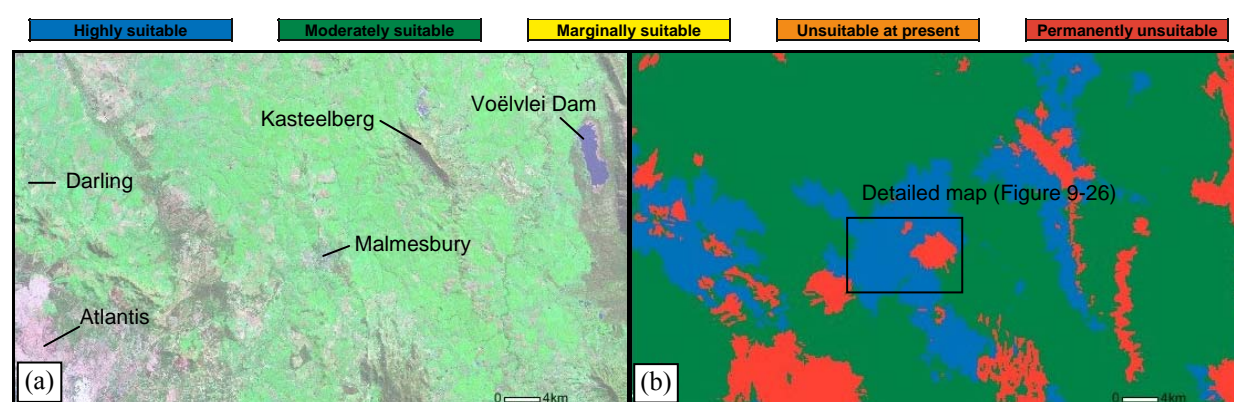 Highly suitable
Moderately suitable
Marginally suitable
Unsuitable at present
Permanently unsuitable
Voëlvlei Dam
Kasteelberg
Darling
Malmesbury
Atlantis
(a)
0 4km
Detailed map (Figure 9-26)
(b)
0 4km